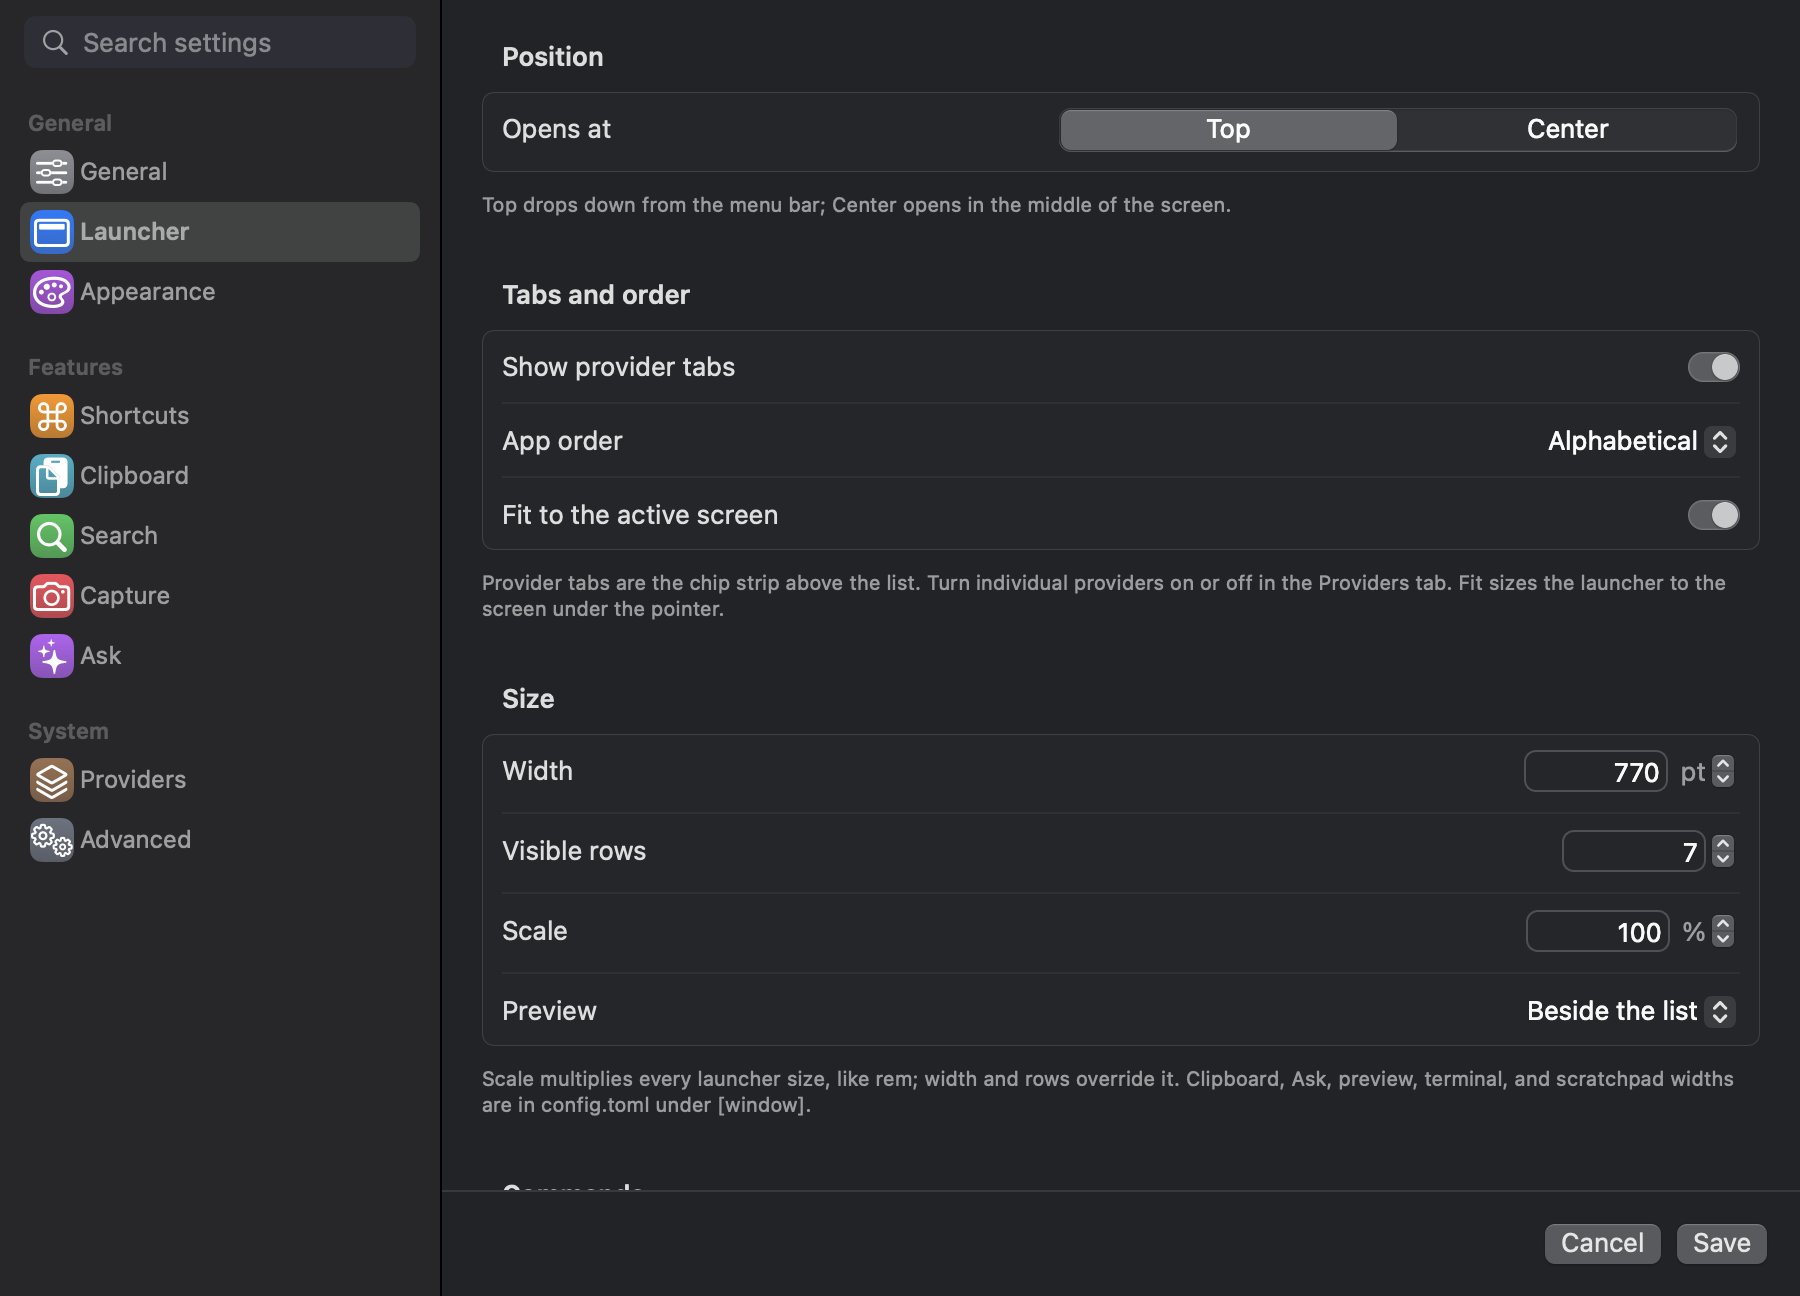 Search settings
General
General
Launcher
Appearance
Features
Shortcuts
Clipboard
Search
Capture
Ask
System
Providers
Advanced
Position
Opens at
Top
Center
Top drops down from the menu bar; Center opens in the middle of the screen.
Tabs and order
Show provider tabs
App order
Alphabetical
Fit to the active screen
Provider tabs are the chip strip above the list. Turn individual providers on or off in the Providers tab. Fit sizes the launcher to the
screen under the pointer.
Size
Width
770 pt
Visible rows
7
Scale
100 %
Preview
Beside the list
Scale multiplies every launcher size, like rem; width and rows override it. Clipboard, Ask, preview, terminal, and scratchpad widths
are in config.toml under [window].
Cancel
Save